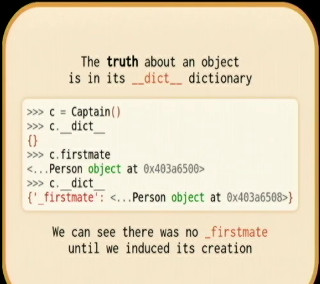 The truth about an object
is in its __dict__ dictionary
>>> c = Captain()
>>> c.__dict__
{}
>>> c.firstmate
<...Person object at 0x403a6500>
>>> c.__dict__
{'_firstmate': <...Person object at 0x403a6508>}
We can see there was no _firstmate
until we induced its creation